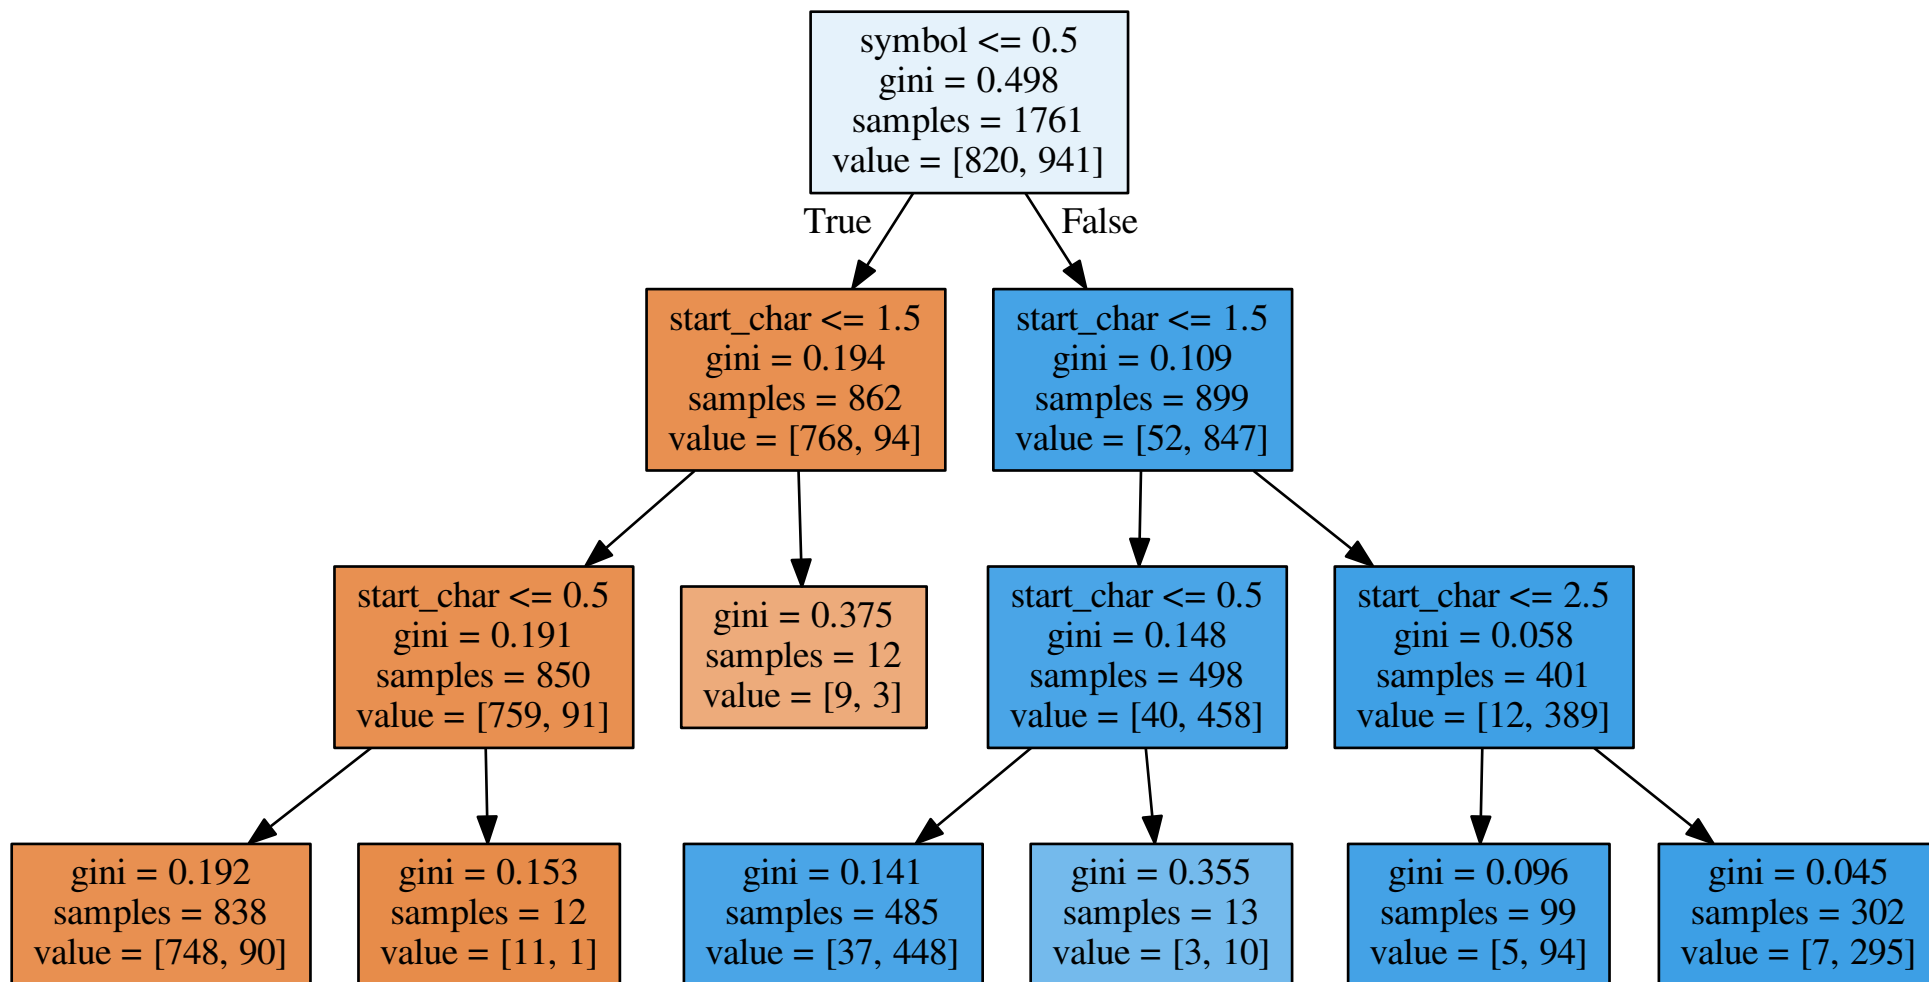 symbol <= 0.5
gini = 0.498
samples = 1761
value = [820, 941]
True
False
start_char <= 1.5
gini = 0.194
samples = 862
value = [768, 94]
start_char <= 1.5
gini = 0.109
samples = 899
value = [52, 847]
start_char <= 0.5
gini = 0.191
samples = 850
value = [759, 91]
gini = 0.375
samples = 12
value = [9, 3]
start_char <= 0.5
gini = 0.148
samples = 498
value = [40, 458]
start_char <= 2.5
gini = 0.058
samples = 401
value = [12, 389]
gini = 0.192
samples = 838
value = [748, 90]
gini = 0.153
samples = 12
value = [11, 1]
gini = 0.141
samples = 485
value = [37, 448]
gini = 0.355
samples = 13
value = [3, 10]
gini = 0.096
samples = 99
value = [5, 94]
gini = 0.045
samples = 302
value = [7, 295]